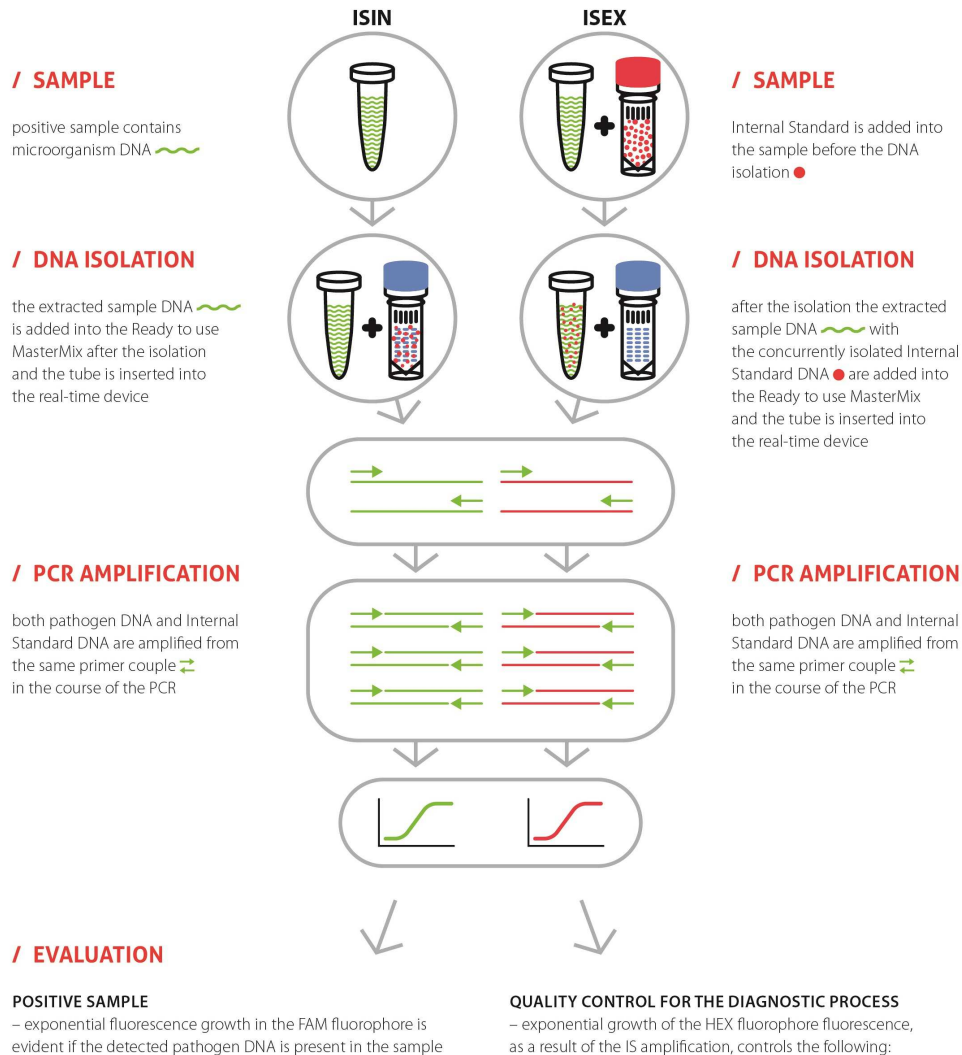 ISIN
ISEX
/ SAMPLE
positive sample contains
microorganism DNA
/ SAMPLE
Internal Standard is added into
the sample before the DNA
isolation
/ DNA ISOLATION
the extracted sample DNA
is added into the Ready to use
MasterMix after the isolation
and the tube is inserted into
the real-time device
/ DNA ISOLATION
after the isolation the extracted
sample DNA with
the concurrently isolated Internal
Standard DNA are added into
the Ready to use MasterMix
and the tube is inserted into
the real-time device
/ PCR AMPLIFICATION
both pathogen DNA and Internal
Standard DNA are amplified from
the same primer couple
in the course of the PCR
/ PCR AMPLIFICATION
both pathogen DNA and Internal
Standard DNA are amplified from
the same primer couple
in the course of the PCR
/ EVALUATION
POSITIVE SAMPLE
– exponential fluorescence growth in the FAM fluorophore is
evident if the detected pathogen DNA is present in the sample
QUALITY CONTROL FOR THE DIAGNOSTIC PROCESS
– exponential growth of the HEX fluorophore fluorescence,
as a result of the IS amplification, controls the following: